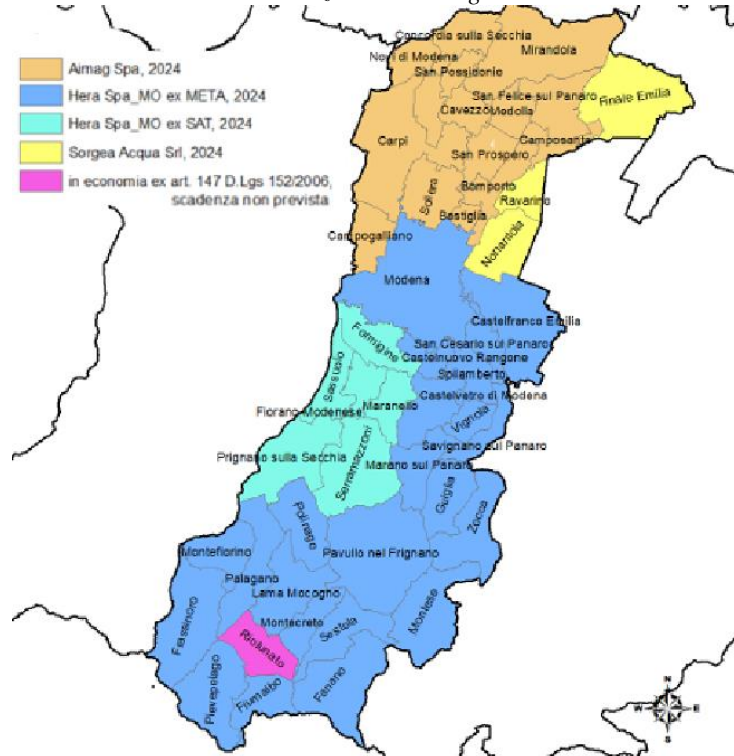 Aimag Spa, 2024
Hera Spa_MO ex META, 2024
Hera Spa_MO ex SAT, 2024
Sorgea Acqua Srl, 2024
in economia ex art. 147 D.Lgs 152/2006,
scadenza non prevista
Concordia sulla Secchia
Mirandola
Novi di Modena
San Possidonio
San Felice sul Panaro
Finale Emilia
Cavezzo
Medolla
Carpi
Camposanto
San Prospero
Soliera
Bomporto
Ravarino
Bastiglia
Campogalliano
Nonantola
Modena
Castelfranco Emilia
Formigine
San Cesario sul Panaro
Castelnuovo Rangone
Sassuolo
Spilamberto
Castelvetro di Modena
Maranello
Fiorano Modenese
Vignola
Savignano sul Panaro
Prignano sulla Secchia
Serramazzoni
Marano sul Panaro
Guiglia
Zocca
Polinago
Montefiorino
Pavullo nel Frignano
Palagano
Lama Mocogno
Montese
Frassinoro
Montecreto
Sestola
Riolunato
Pievepelago
Fiumalbo
Fanano
N
W
E
S